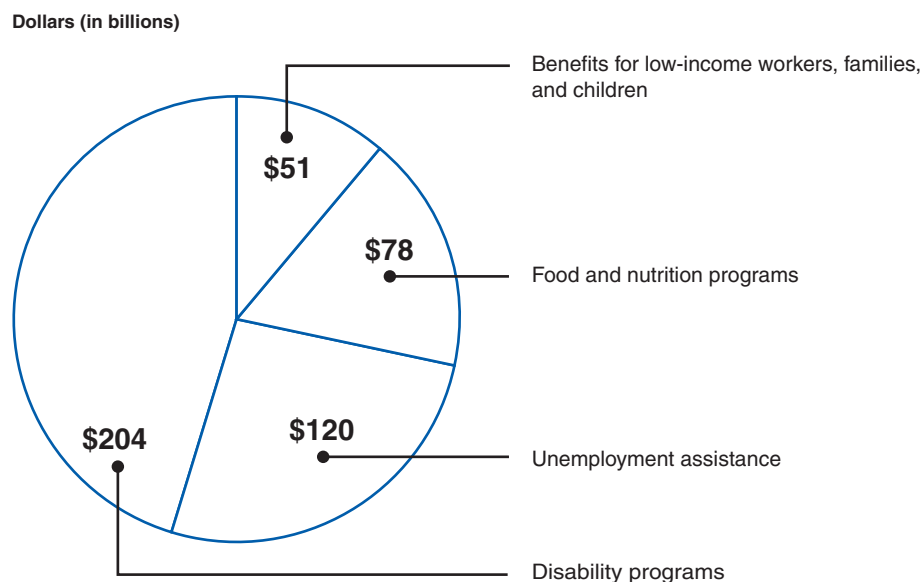 Dollars (in billions)
Benefits for low-income workers, families,
and children
$51
$78
Food and nutrition programs
$120
$204
Unemployment assistance
Disability programs